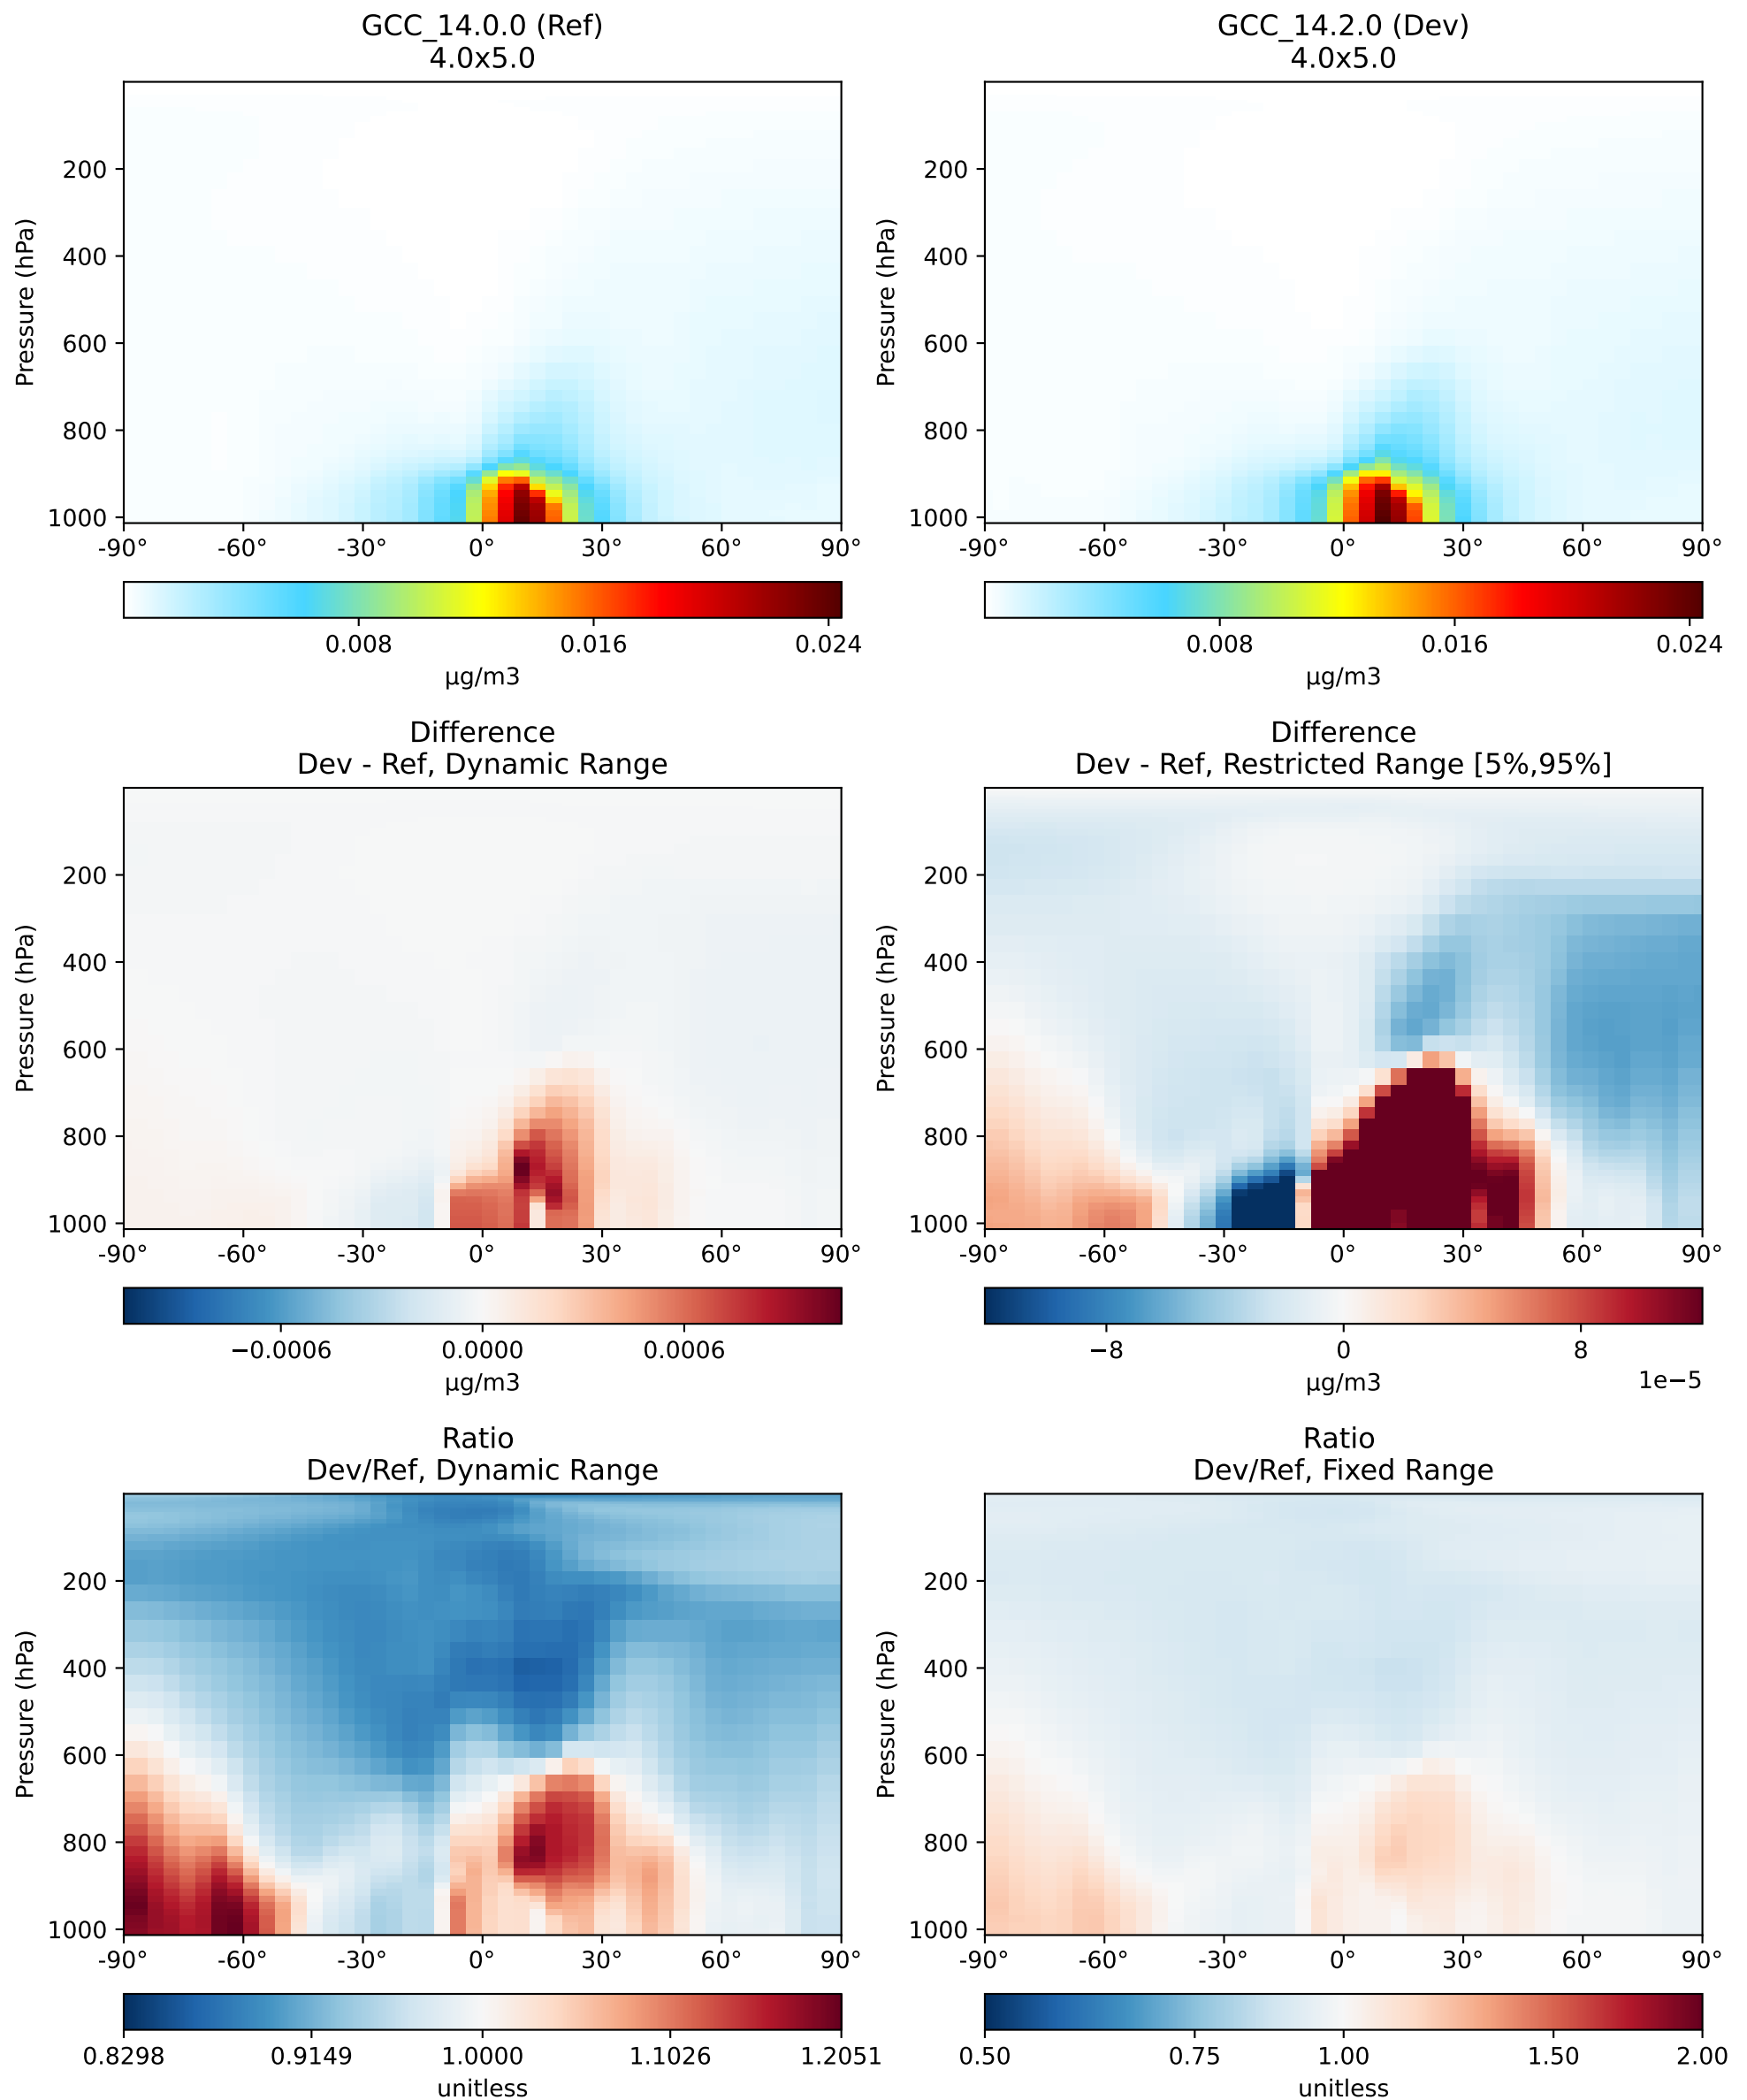 GCC_14.0.0 (Ref)
4.0x5.0
Pressure (hPa)
200
400
600
800
1000
-90° -60° -30° 0° 30° 60° 90°
0.008 0.016 0.024
µg/m3
GCC_14.2.0 (Dev)
4.0x5.0
Pressure (hPa)
200
400
600
800
1000
-90° -60° -30° 0° 30° 60° 90°
0.008 0.016 0.024
µg/m3
Difference
Dev - Ref, Dynamic Range
Pressure (hPa)
200
400
600
800
1000
-90° -60° -30° 0° 30° 60° 90°
−0.0006 0.0000 0.0006
µg/m3
Difference
Dev - Ref, Restricted Range [5%,95%]
Pressure (hPa)
200
400
600
800
1000
-90° -60° -30° 0° 30° 60° 90°
−8 0 8
1e−5
µg/m3
Ratio
Dev/Ref, Dynamic Range
Pressure (hPa)
200
400
600
800
1000
-90° -60° -30° 0° 30° 60° 90°
0.8298 0.9149 1.0000 1.1026 1.2051
unitless
Ratio
Dev/Ref, Fixed Range
Pressure (hPa)
200
400
600
800
1000
-90° -60° -30° 0° 30° 60° 90°
0.50 0.75 1.00 1.50 2.00
unitless